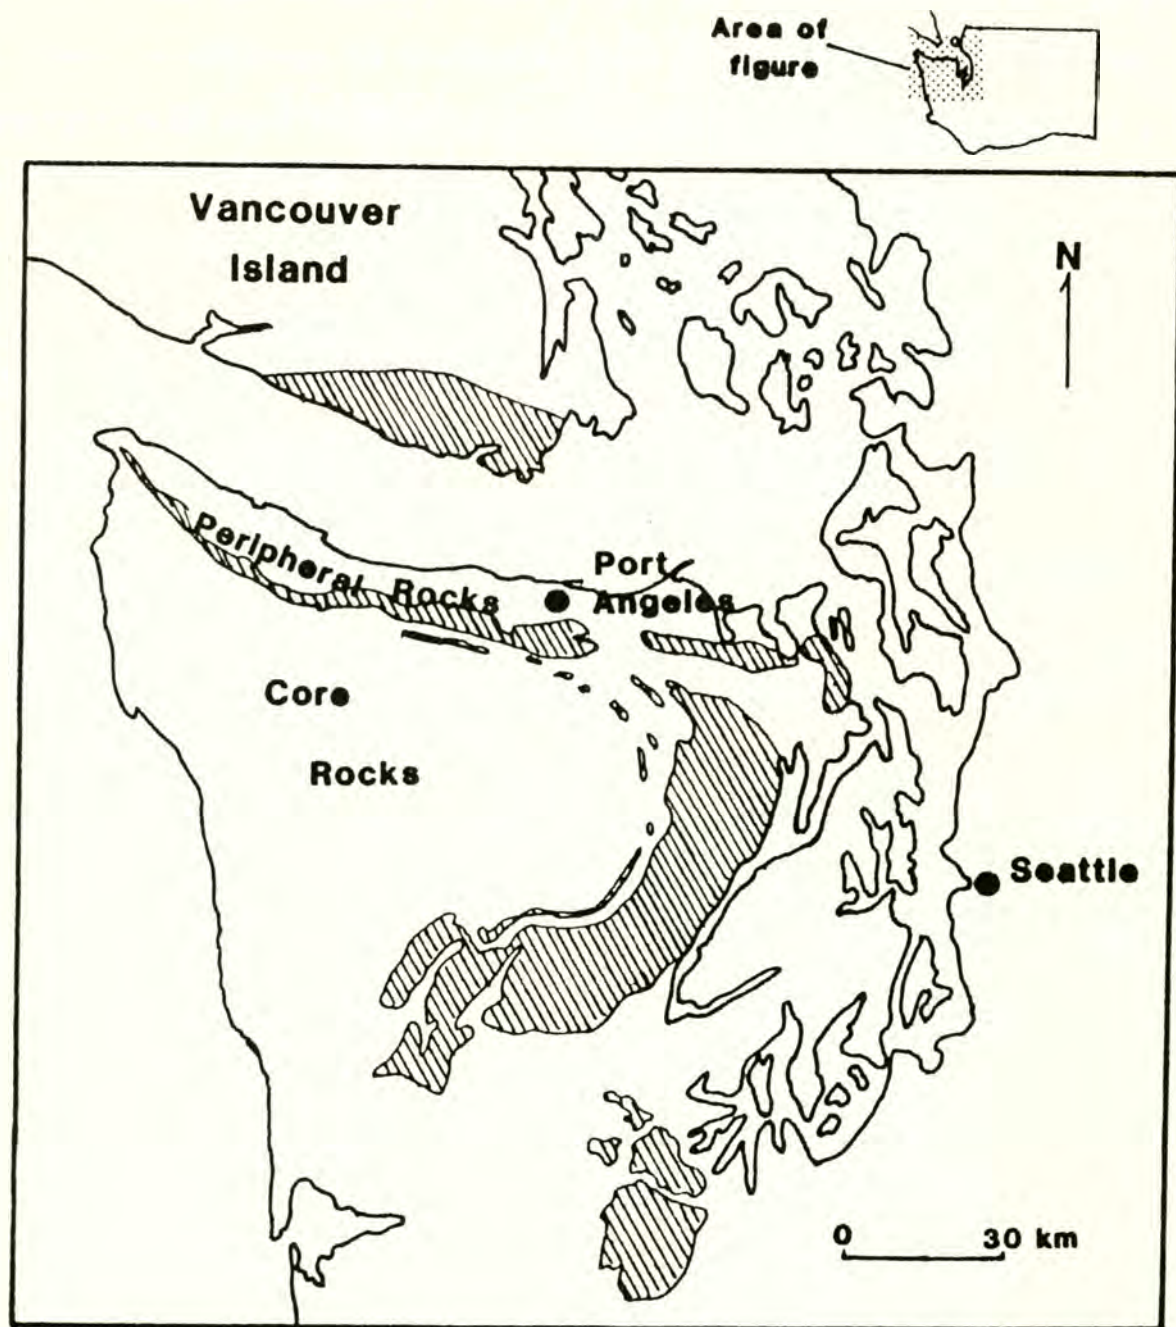 Area of
figure
Vancouver
Island
N
Peripheral Rocks
Port
Angeles
Core
Rocks
Seattle
0 30 km